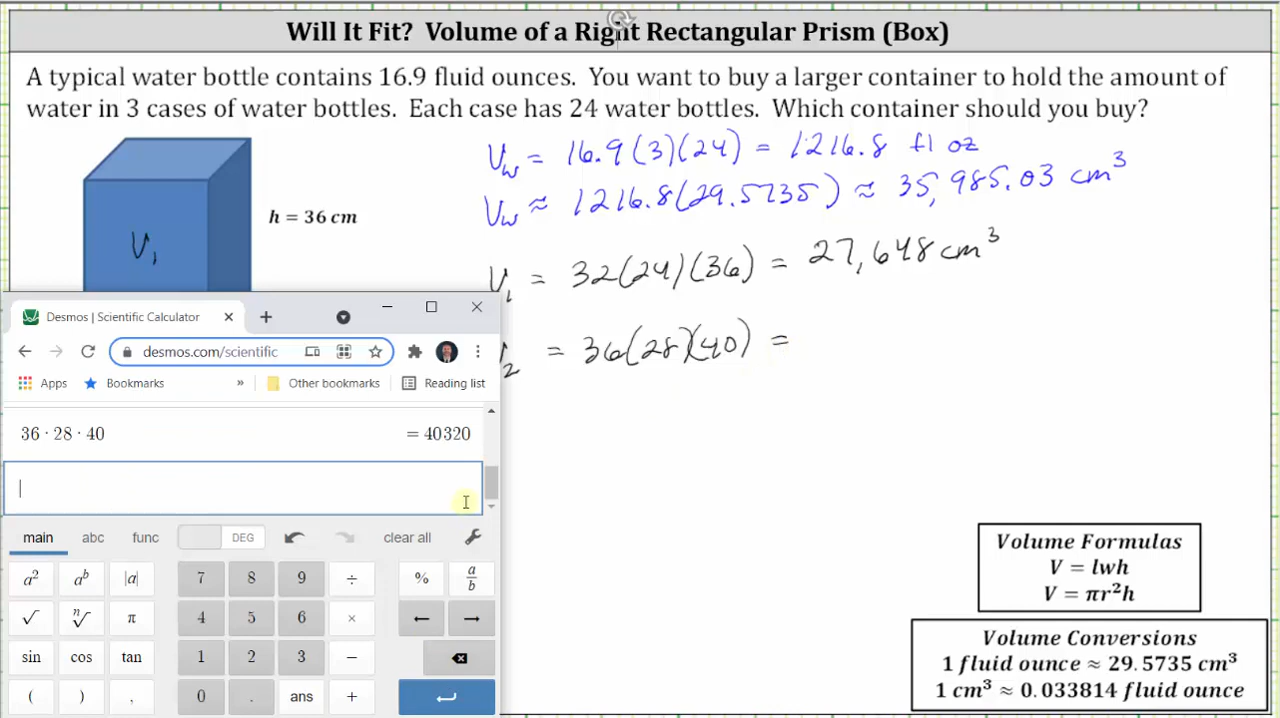 Will It Fit? Volume of a Right Rectangular Prism (Box)
A typical water bottle contains 16.9 fluid ounces. You want to buy a larger container to hold the amount of
water in 3 cases of water bottles. Each case has 24 water bottles. Which container should you buy?
V₁
h = 36 cm
V_w = 16.9(3)(24) = 1216.8 fl oz
V_w ≈ 1216.8(29.5735) ≈ 35,985.03 cm³
V₁ = 32(24)(36) = 27,648 cm³
₂ = 36(28)(40) =
Desmos | Scientific Calculator
desmos.com/scientific
Apps Bookmarks » Other bookmarks Reading list
36 · 28 · 40 = 40320
main abc func DEG clear all
a² aᵇ |a| 7 8 9 ÷ % a/b
√ ⁿ√ π 4 5 6 × ← →
sin cos tan 1 2 3 −
( ) , 0 . ans +
Volume Formulas
V = lwh
V = πr²h
Volume Conversions
1 fluid ounce ≈ 29.5735 cm³
1 cm³ ≈ 0.033814 fluid ounce